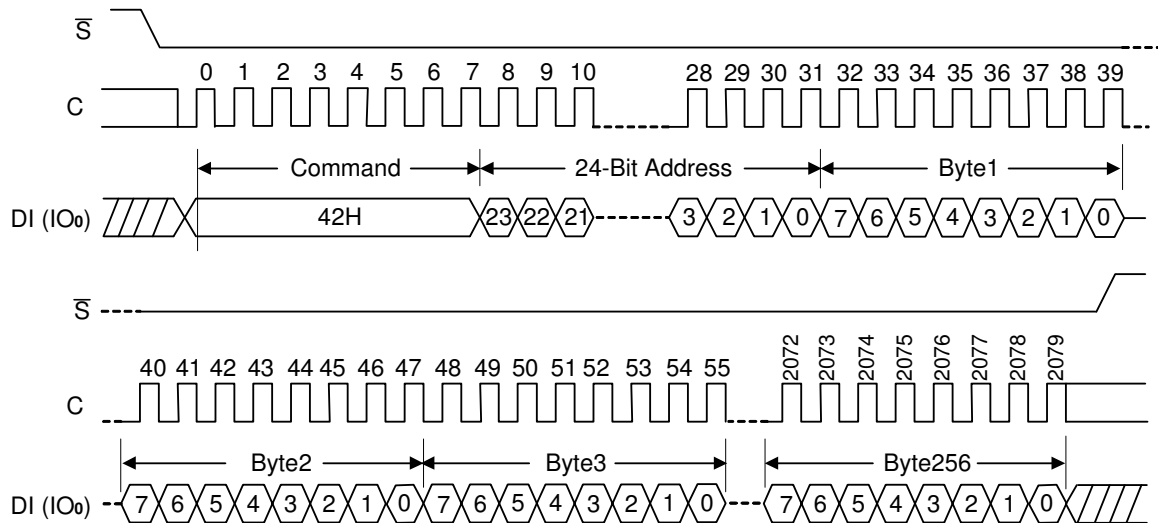 S̅
0 1 2 3 4 5 6 7 8 9 10 28 29 30 31 32 33 34 35 36 37 38 39
C
Command 24-Bit Address Byte1
DI (IO₀) 42H 23 22 21 3 2 1 0 7 6 5 4 3 2 1 0
S̅
40 41 42 43 44 45 46 47 48 49 50 51 52 53 54 55 2072 2073 2074 2075 2076 2077 2078 2079
C
Byte2 Byte3 Byte256
DI (IO₀) 7 6 5 4 3 2 1 0 7 6 5 4 3 2 1 0 7 6 5 4 3 2 1 0